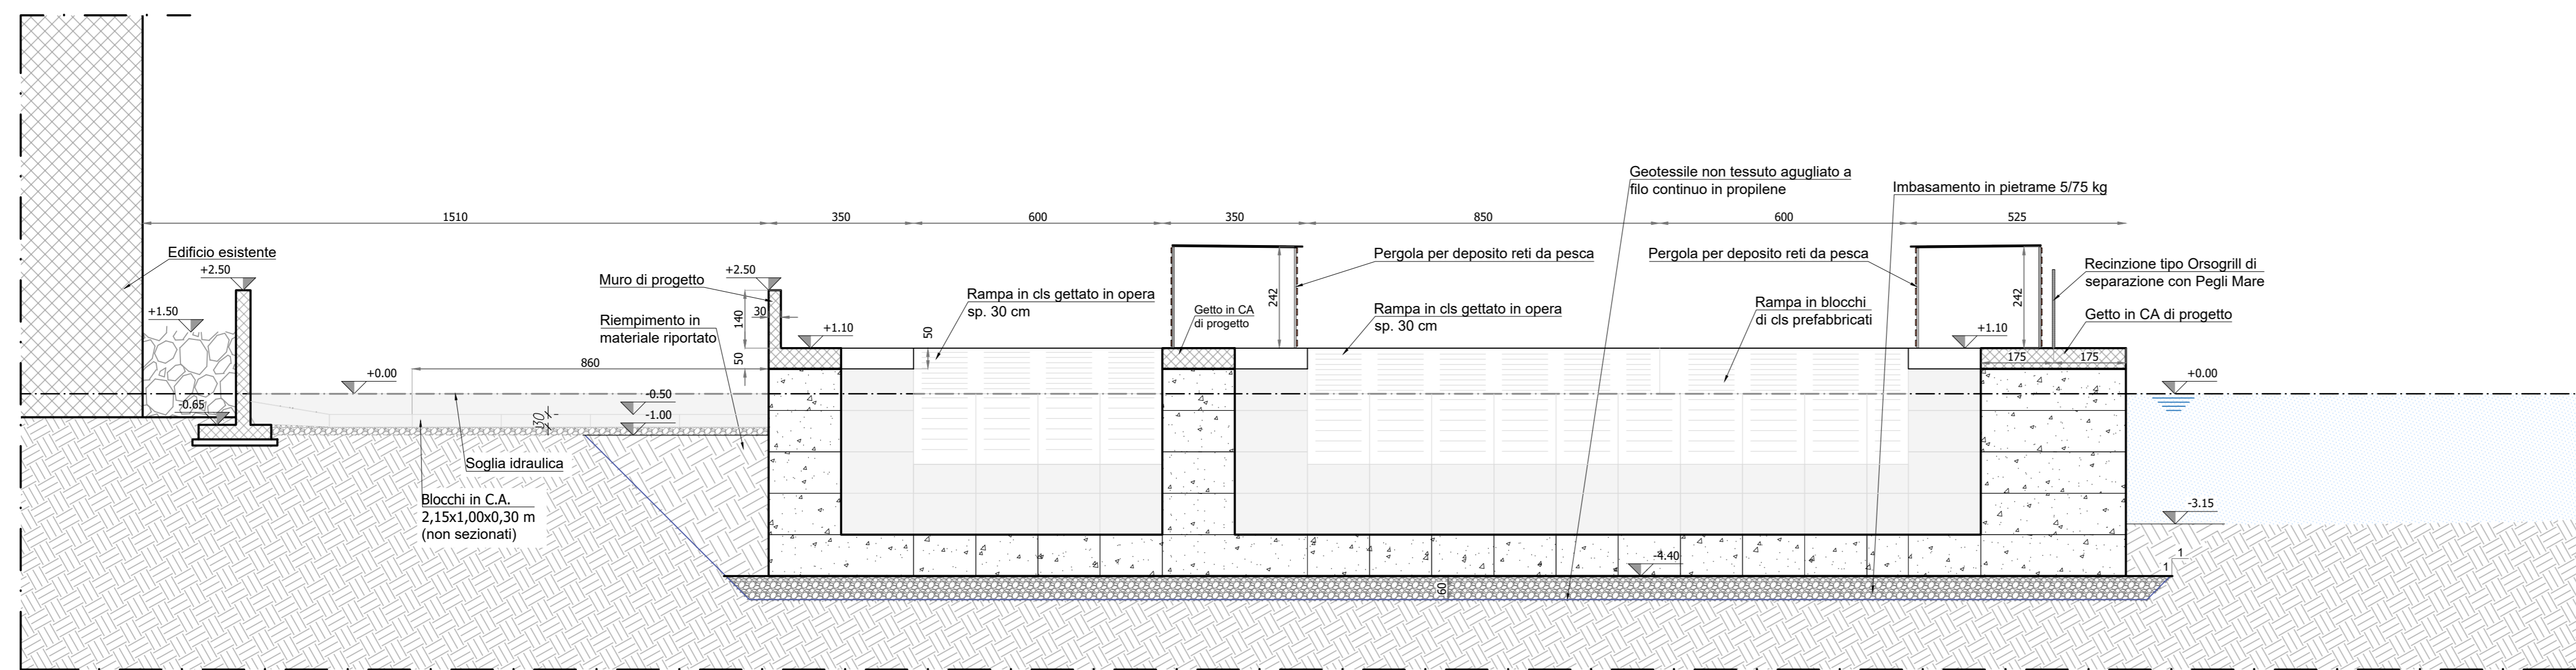 Geotessile non tessuto agugliato a
filo continuo in propilene
Imbasamento in pietrame 5/75 kg
1510
350
600
350
850
600
525
Edificio esistente
+2.50
+1.50
-0.65
+0.00
860
Muro di progetto
+2.50
Riempimento in
materiale riportato
140
30
50
+1.10
50
Rampa in cls gettato in opera
sp. 30 cm
Getto in CA
di progetto
242
Pergola per deposito reti da pesca
Rampa in cls gettato in opera
sp. 30 cm
Pergola per deposito reti da pesca
Rampa in blocchi
di cls prefabbricati
242
+1.10
Recinzione tipo Orsogrill di
separazione con Pegli Mare
Getto in CA di progetto
175
175
+0.00
-0.50
-1.00
30
Soglia idraulica
Blocchi in C.A.
2,15x1,00x0,30 m
(non sezionati)
-3.15
-4.40
60
1
1